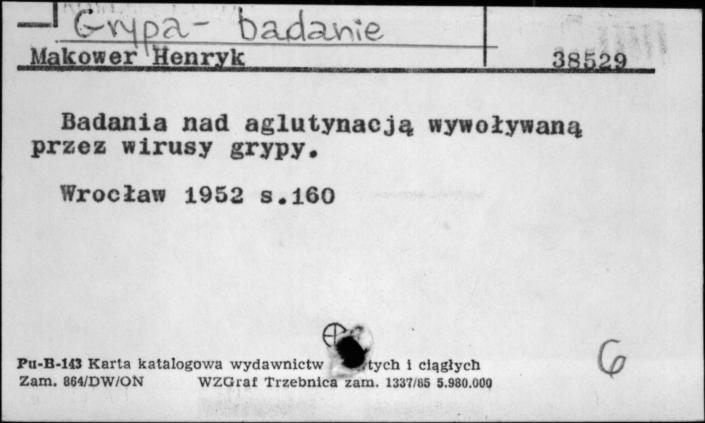 Grypa - badanie
Makower Henryk 38529
Badania nad aglutynacją wywoływaną
przez wirusy grypy.
Wrocław 1952 s.160
Pu-B-143 Karta katalogowa wydawnictw tych i ciągłych
Zam. 864/DW/ON WZGraf Trzebnica zam. 1337/85 5.980.000
6